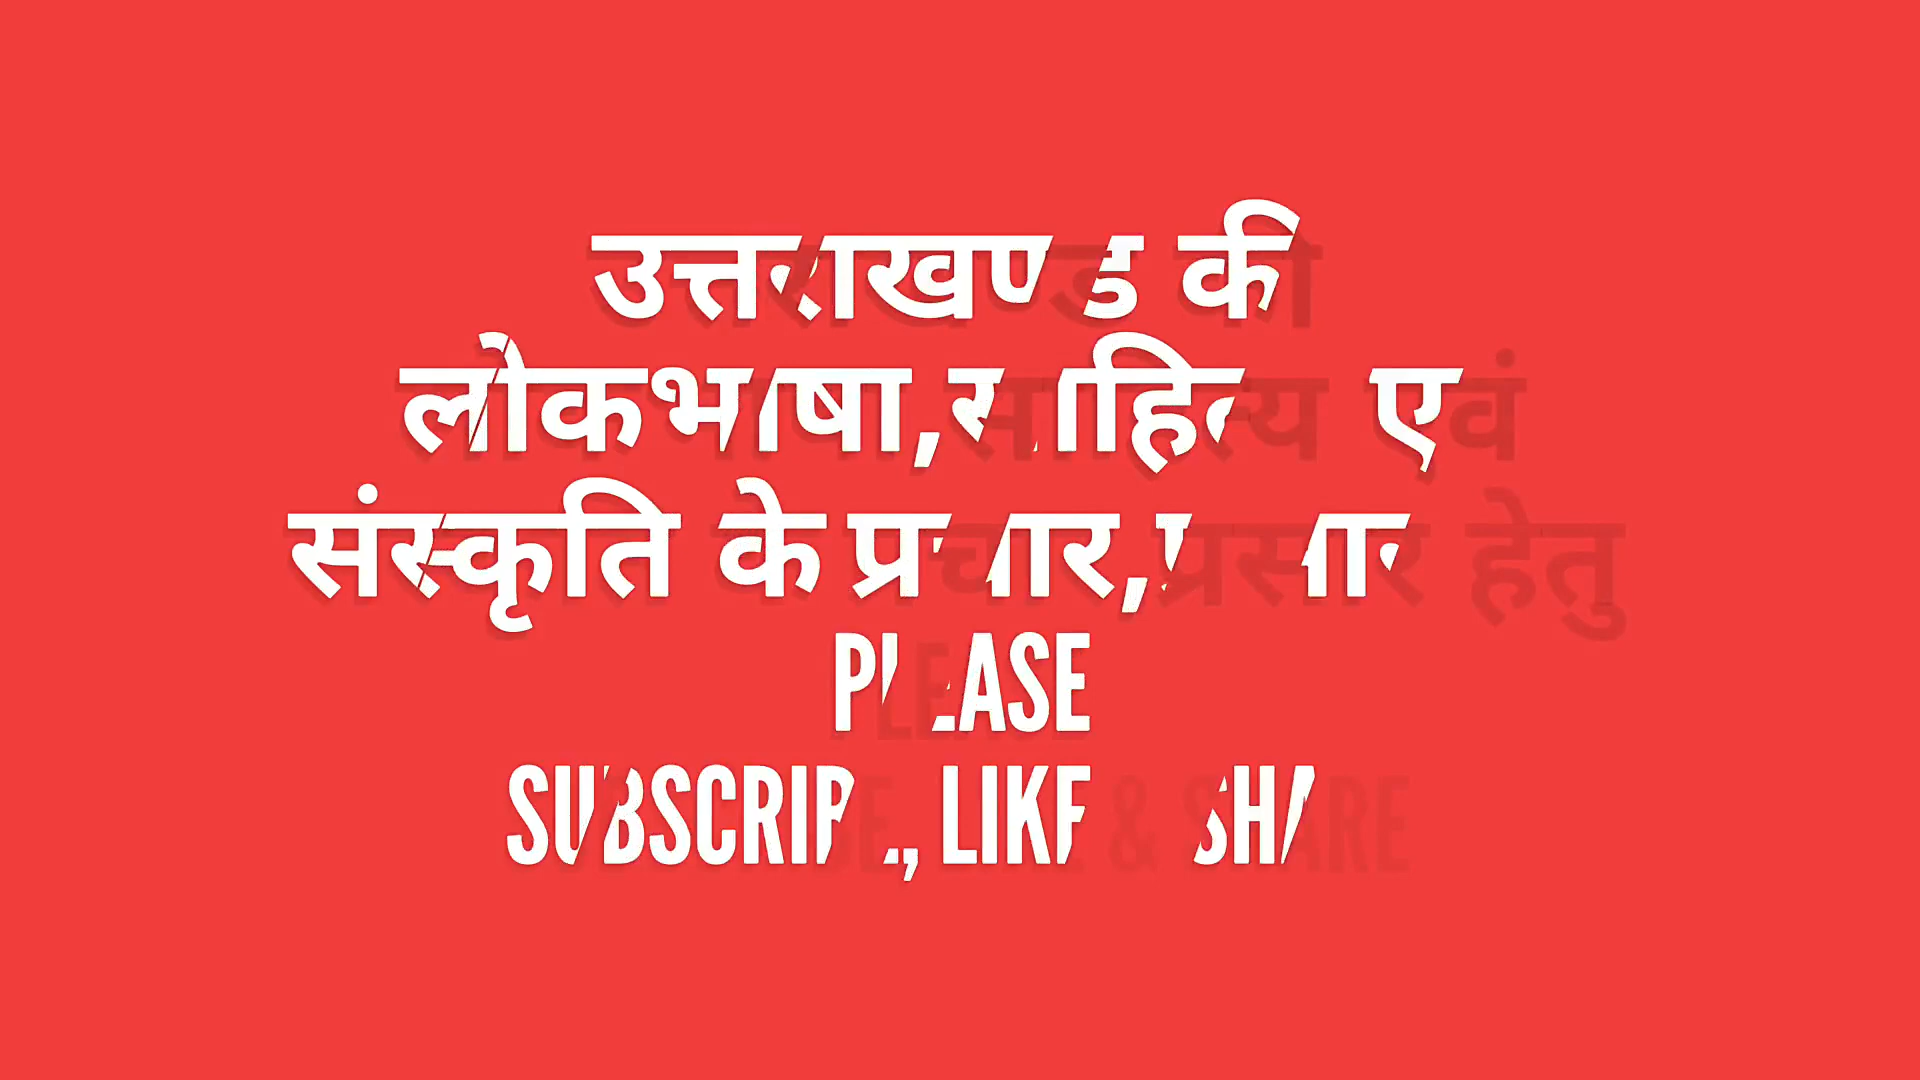 उत्तराखण्ड की
लोकभाषा,साहित्य एवं
संस्कृति के प्रचार,प्रसार हेतु
PLEASE
SUBSCRIBE, LIKE & SHARE